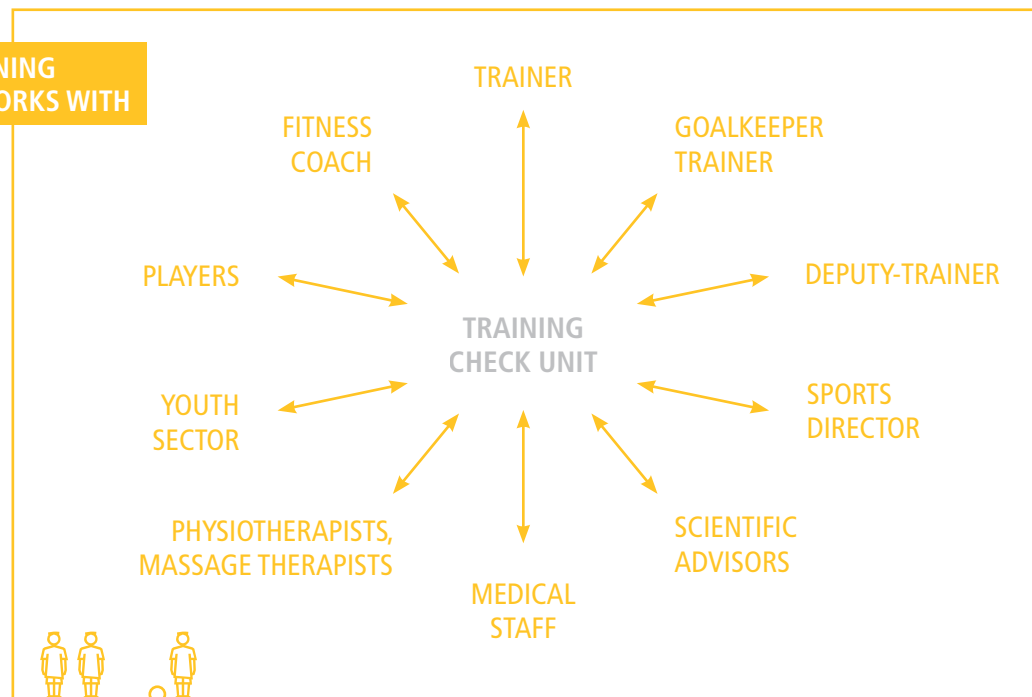 NING
ORKS WITH
TRAINER
FITNESS
COACH
GOALKEEPER
TRAINER
PLAYERS
DEPUTY-TRAINER
TRAINING
CHECK UNIT
YOUTH
SECTOR
SPORTS
DIRECTOR
PHYSIOTHERAPISTS,
MASSAGE THERAPISTS
SCIENTIFIC
ADVISORS
MEDICAL
STAFF